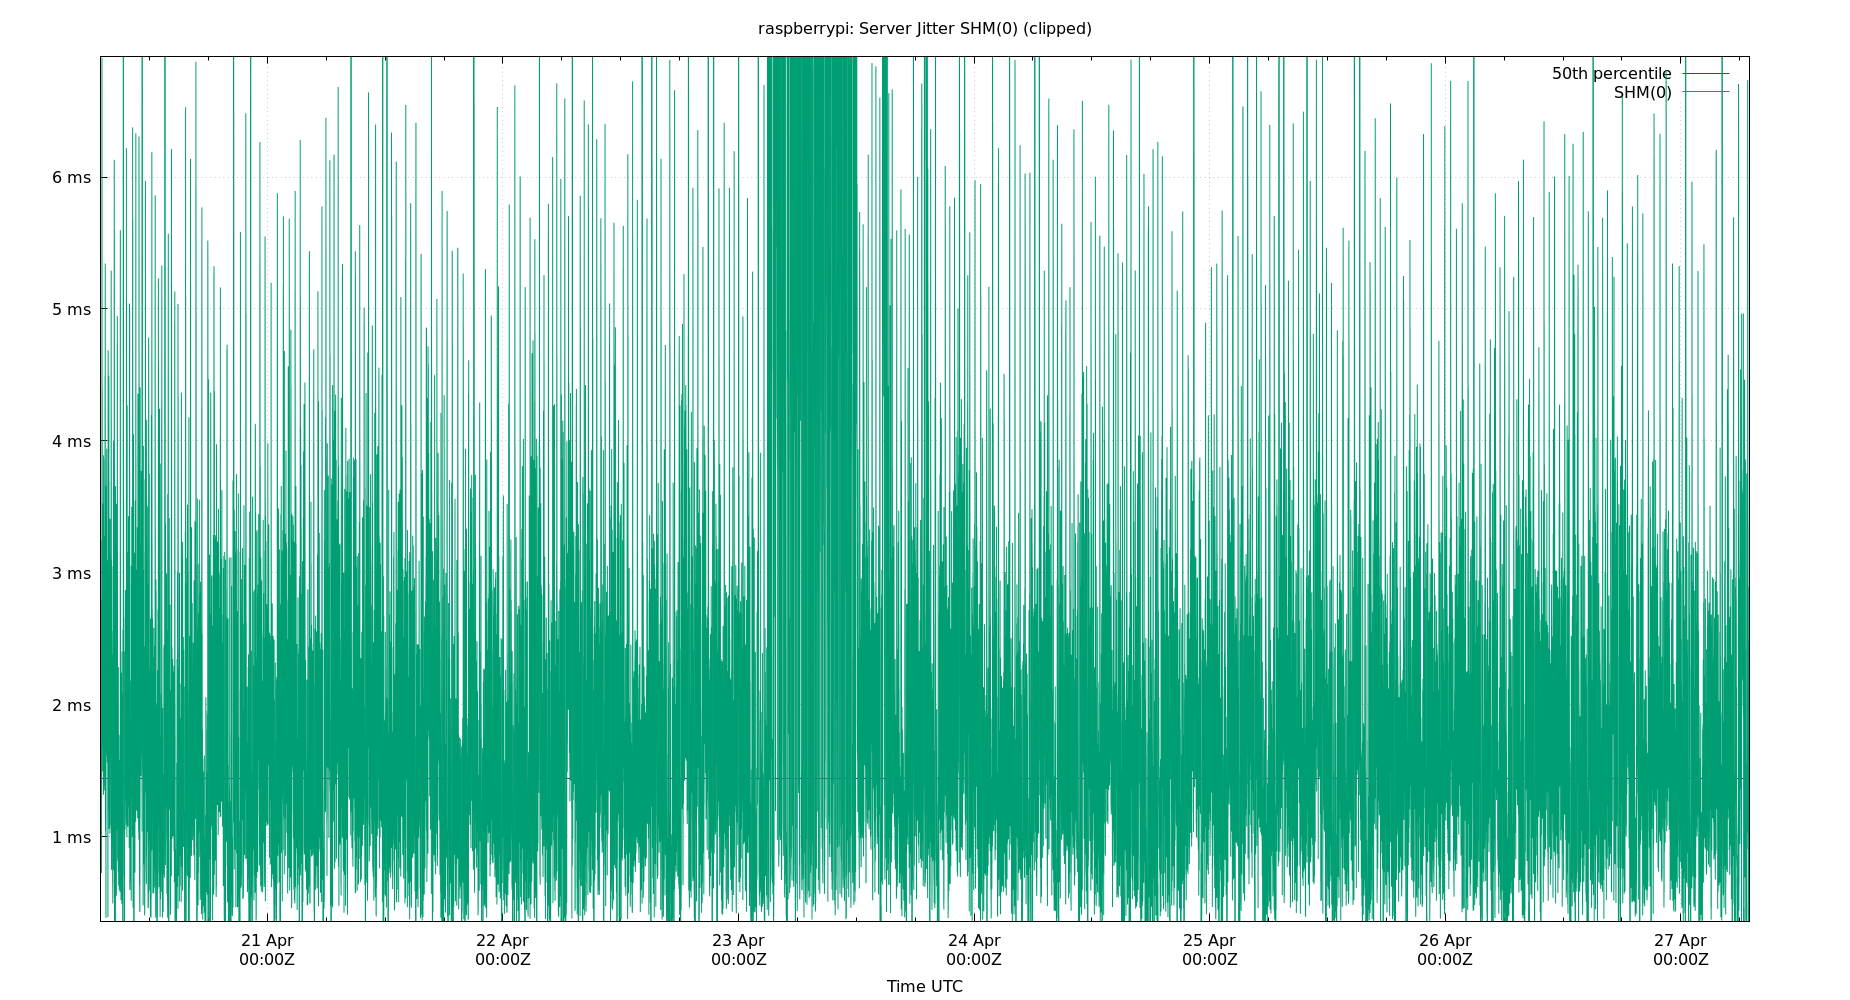 raspberrypi: Server Jitter SHM(0) (clipped)
50th percentile
SHM(0)
6 ms
5 ms
4 ms
3 ms
2 ms
1 ms
21 Apr 22 Apr 23 Apr 24 Apr 25 Apr 26 Apr 27 Apr
00:00Z 00:00Z 00:00Z 00:00Z 00:00Z 00:00Z 00:00Z
Time UTC